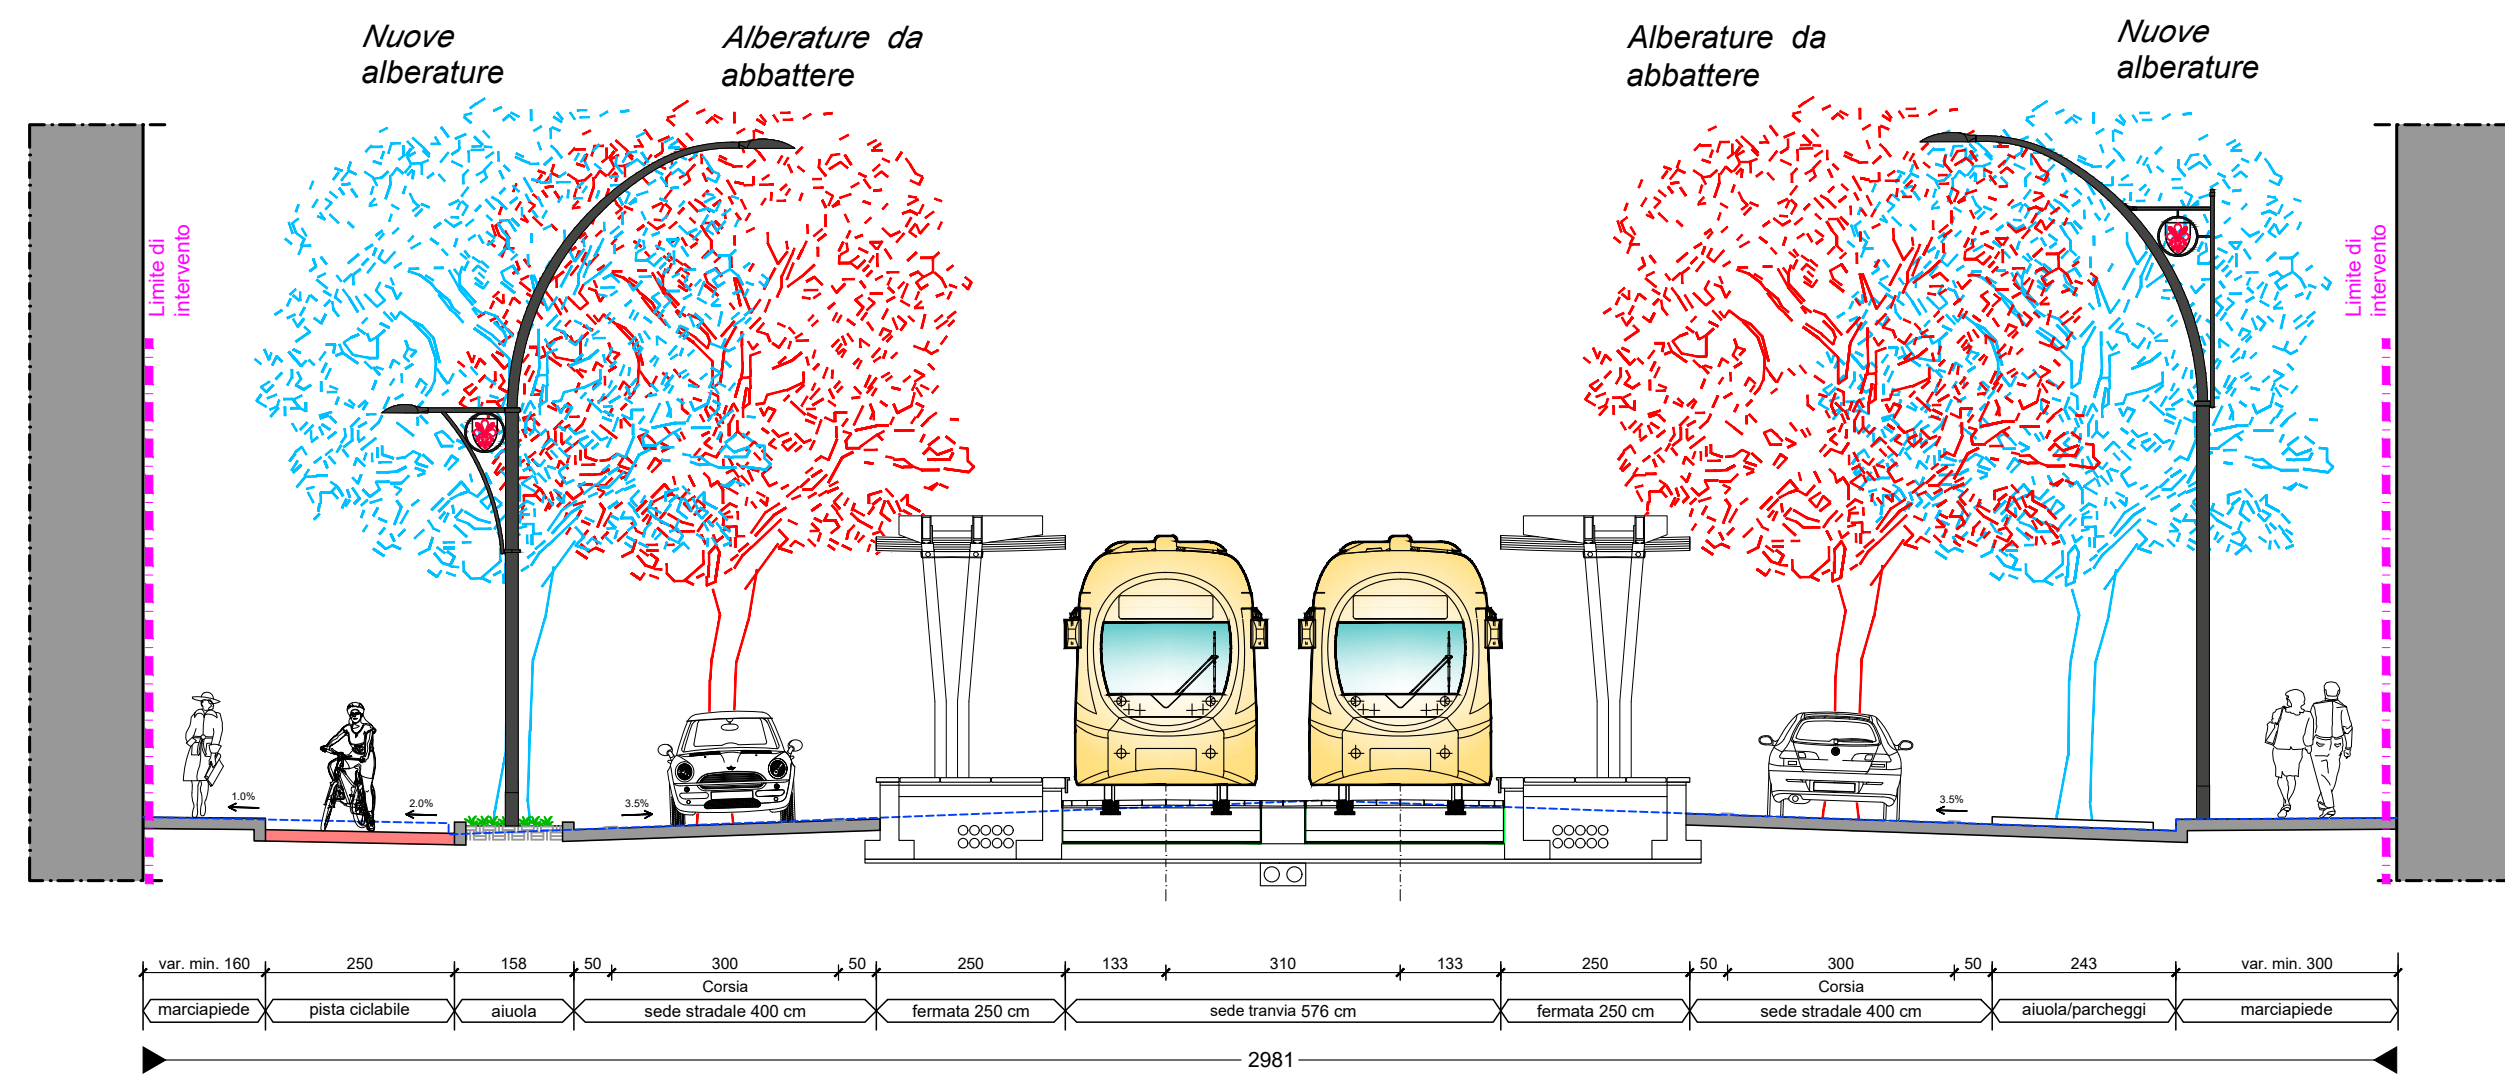 Nuove
alberature
Alberature da
abbattere
Alberature da
abbattere
Nuove
alberature
Limite di
intervento
Limite di
intervento
1.0%
2.0%
3.5%
3.5%
var. min. 160
250
158
50
300
50
250
133
310
133
250
50
300
50
243
var. min. 300
Corsia
Corsia
marciapiede
pista ciclabile
aiuola
sede stradale 400 cm
fermata 250 cm
sede tranvia 576 cm
fermata 250 cm
sede stradale 400 cm
aiuola/parcheggi
marciapiede
2981